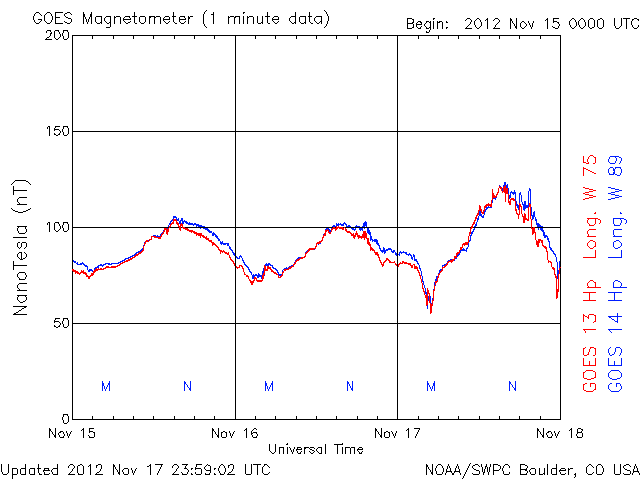 GOES Magnetometer (1 minute data)
Begin: 2012 Nov 15 0000 UTC
200
150
100
50
0
NanoTesla (nT)
M N M N M N
Nov 15 Nov 16 Nov 17 Nov 18
Universal Time
GOES 13 Hp Long. W 75
GOES 14 Hp Long. W 89
Updated 2012 Nov 17 23:59:02 UTC
NOAA/SWPC Boulder, CO USA